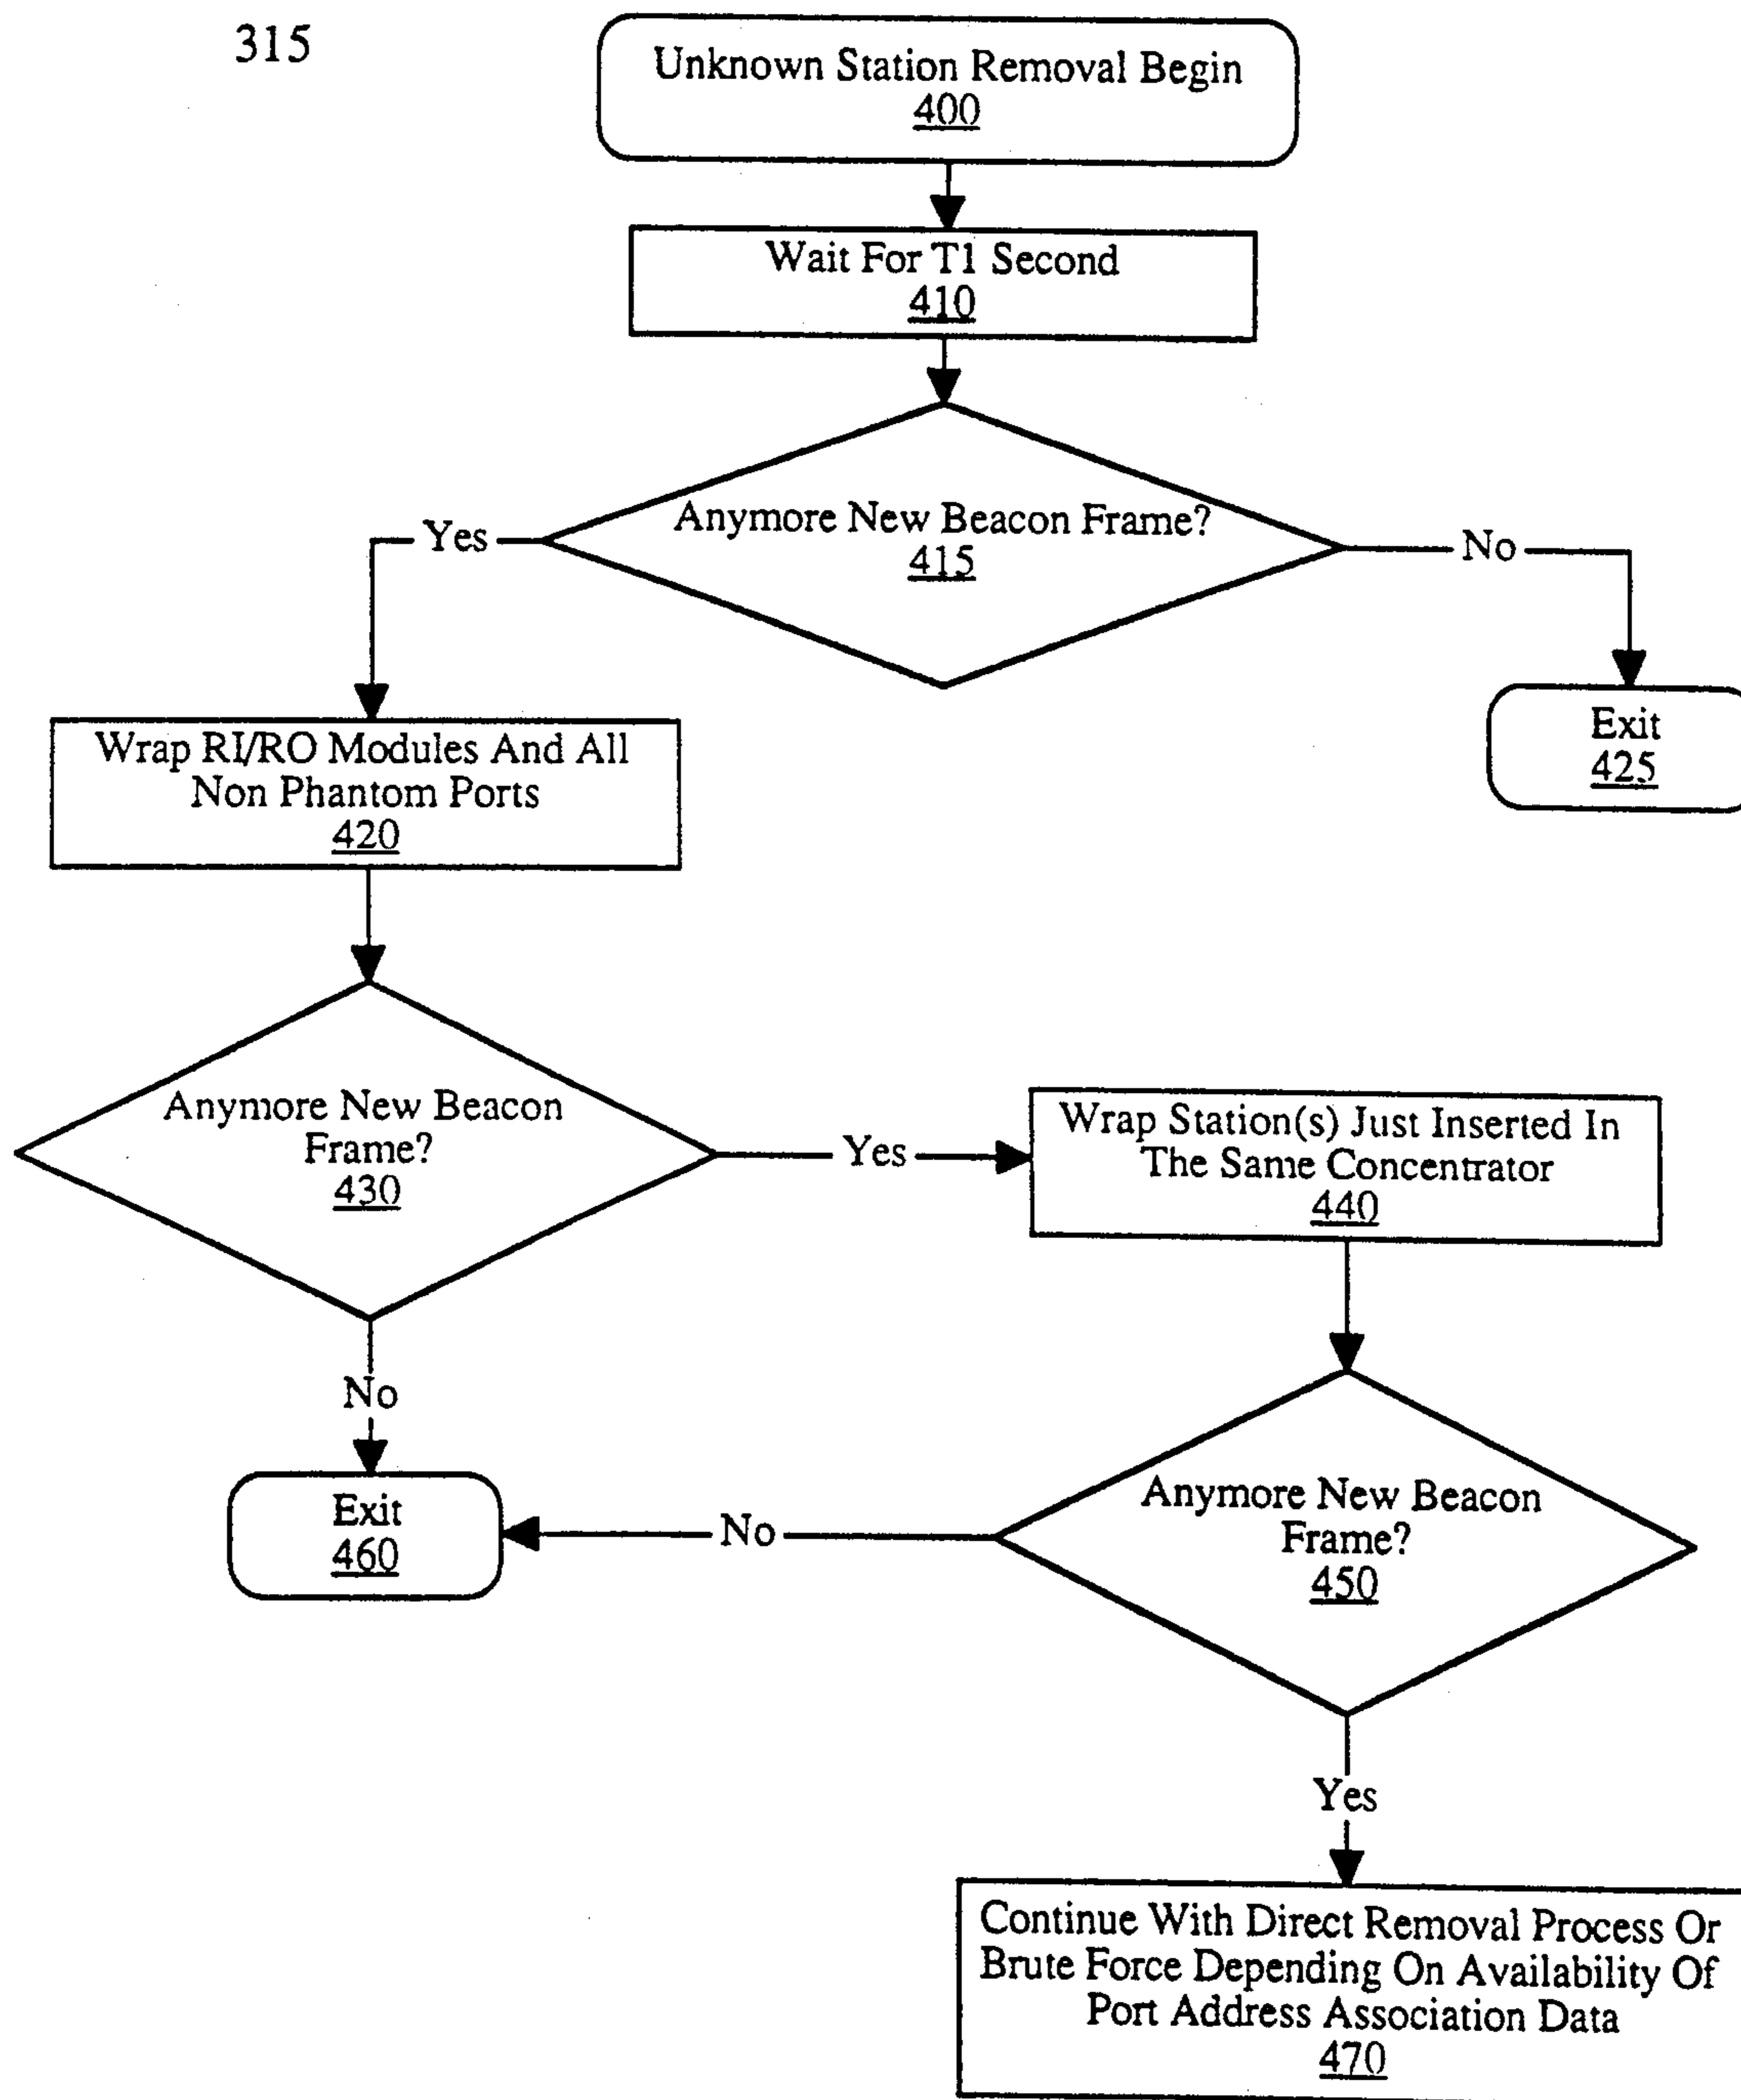 315
Unknown Station Removal Begin
400
Wait For T1 Second
410
Anymore New Beacon Frame?
415
Yes
No
Exit
425
Wrap RI/RO Modules And All
Non Phantom Ports
420
Anymore New Beacon
Frame?
430
Yes
Wrap Station(s) Just Inserted In
The Same Concentrator
440
No
Exit
460
No
Anymore New Beacon
Frame?
450
Yes
Continue With Direct Removal Process Or
Brute Force Depending On Availability Of
Port Address Association Data
470